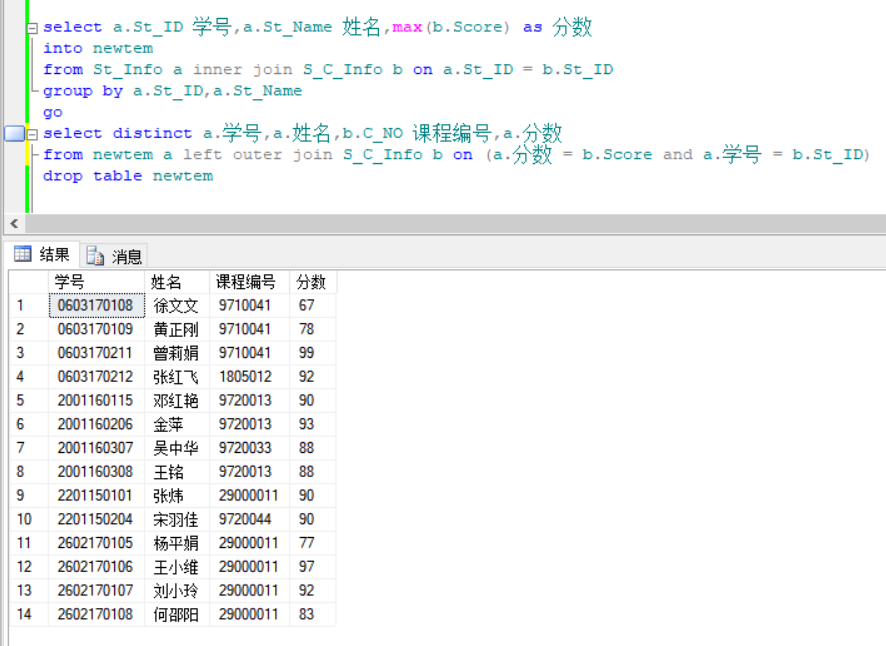 select a.St_ID 学号,a.St_Name 姓名,max(b.Score) as 分数
into newtem
from St_Info a inner join S_C_Info b on a.St_ID = b.St_ID
group by a.St_ID,a.St_Name
go
select distinct a.学号,a.姓名,b.C_NO 课程编号,a.分数
from newtem a left outer join S_C_Info b on (a.分数 = b.Score and a.学号 = b.St_ID)
drop table newtem
结果 消息
学号 姓名 课程编号 分数
1 0603170108 徐文文 9710041 67
2 0603170109 黄正刚 9710041 78
3 0603170211 曾莉娟 9710041 99
4 0603170212 张红飞 1805012 92
5 2001160115 邓红艳 9720013 90
6 2001160206 金萍 9720013 93
7 2001160307 吴中华 9720033 88
8 2001160308 王铭 9720013 88
9 2201150101 张炜 29000011 90
10 2201150204 宋羽佳 9720044 90
11 2602170105 杨平娟 29000011 77
12 2602170106 王小维 29000011 97
13 2602170107 刘小玲 29000011 92
14 2602170108 何邵阳 29000011 83